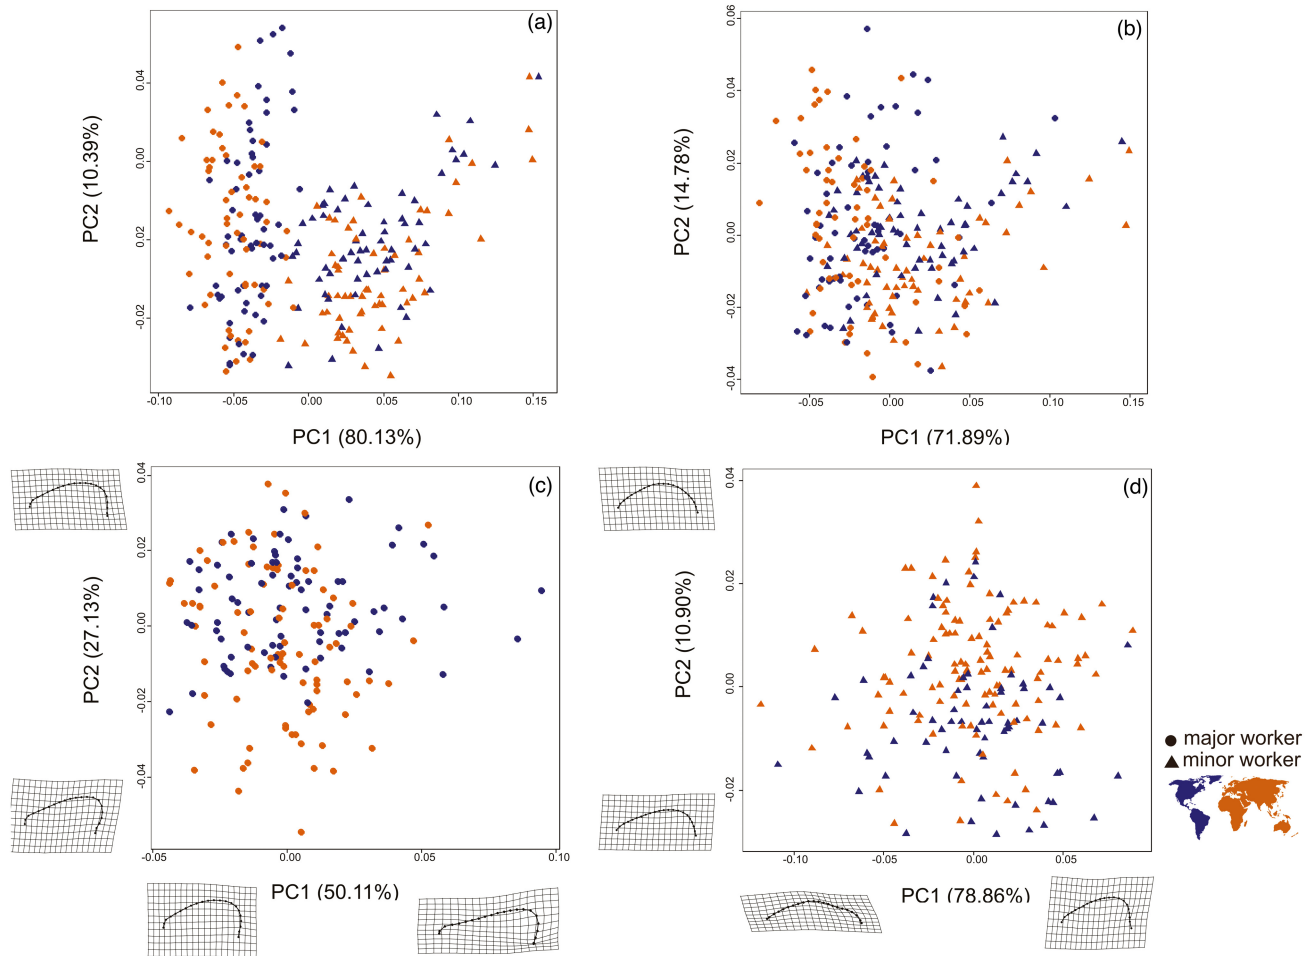 (a)
0.04
0.00
0.02
-0.02
PC2 (10.39%)
-0.10
-0.05
0.00
0.05
0.10
0.15
PC1 (80.13%)
(b)
0.06
0.04
0.02
0.00
-0.02
-0.04
PC2 (14.78%)
-0.05
0.00
0.05
0.10
0.15
PC1 (71.89%)
(c)
0.04
0.02
0.00
-0.02
-0.04
PC2 (27.13%)
-0.05
0.00
0.05
0.10
PC1 (50.11%)
(d)
0.04
0.02
0.00
-0.02
PC2 (10.90%)
-0.10
-0.05
0.00
0.05
PC1 (78.86%)
major worker
minor worker